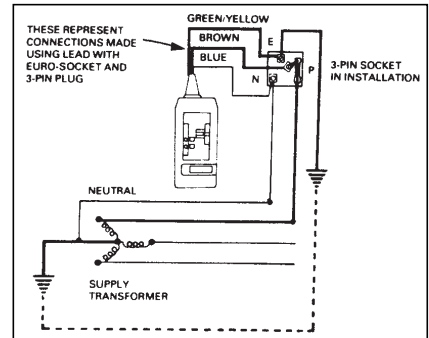 GREEN/YELLOW
THESE REPRESENT
CONNECTIONS MADE
USING LEAD WITH
EURO-SOCKET AND
3-PIN PLUG
BROWN
BLUE
E
N
P
3-PIN SOCKET
IN INSTALLATION
NEUTRAL
SUPPLY
TRANSFORMER